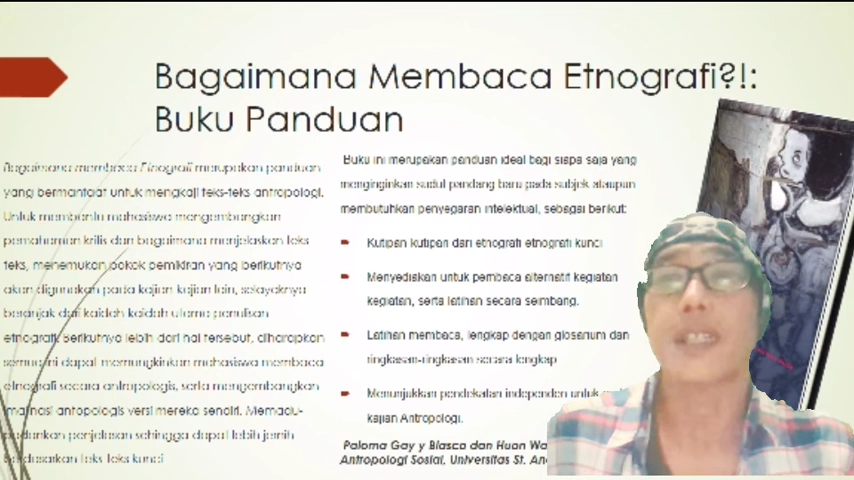 Bagaimana Membaca Etnografi?!:
Buku Panduan
Bagaimana membaca Etnografi merupakan panduan
yang bermanfaat untuk mengkaji teks-teks antropologi.
Untuk membantu mahasiswa mengembangkan
pemahaman kritis dan bagaimana menjelaskan teks
teks, menemukan pokok pemikiran yang berikutnya
akan digunakan pada kajian kajian lain, selayaknya
beranjak dari kaidah kaidah utama penulisan
etnografi. Berikutnya lebih dari hal tersebut, diharapkan
semua ini dapat memungkinkan mahasiswa membaca
etnografi secara antropologis, serta mengembangkan
imajinasi antopologis versi mereka sendiri. Memadu-
padankan penjelasan sehingga dapat lebih jernih
berdasarkan teks teks kunci
Buku ini merupakan panduan ideal bagi siapa saja yang
menginginkan sudut pandang baru pada subjek ataupun
membutuhkan penyegaran intelektual, sebagai berikut:
Kutipan kutipan dari etnografi etnografi kunci
Menyediakan untuk pembaca alternatif kegiatan
kegiatan, serta latihan secara seimbang.
Latihan membaca, lengkap dengan glosarium dan
ringkasan-ringkasan secara lengkap
Menunjukkan pendekatan independen untuk
kajian Antropologi.
Paloma Gay y Blasco dan Huon
Antropologi Sosial, Universitas St.